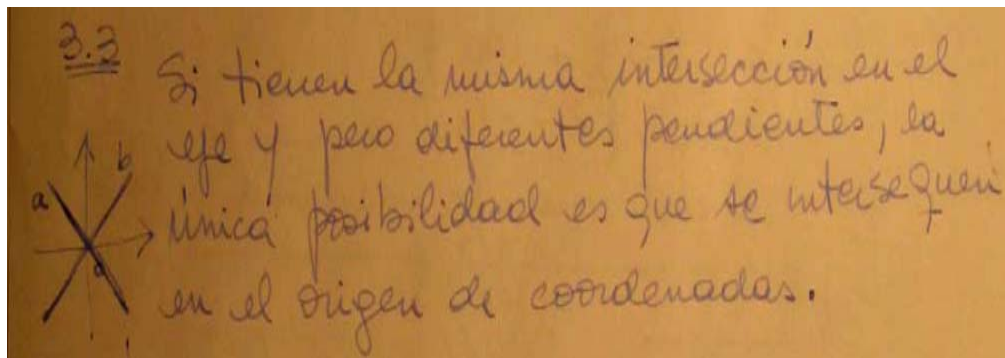 3.3
Si tienen la misma intersección en el
eje y pero diferentes pendientes, la
única posibilidad es que se intersequen
en el origen de coordenadas.
a
b
o